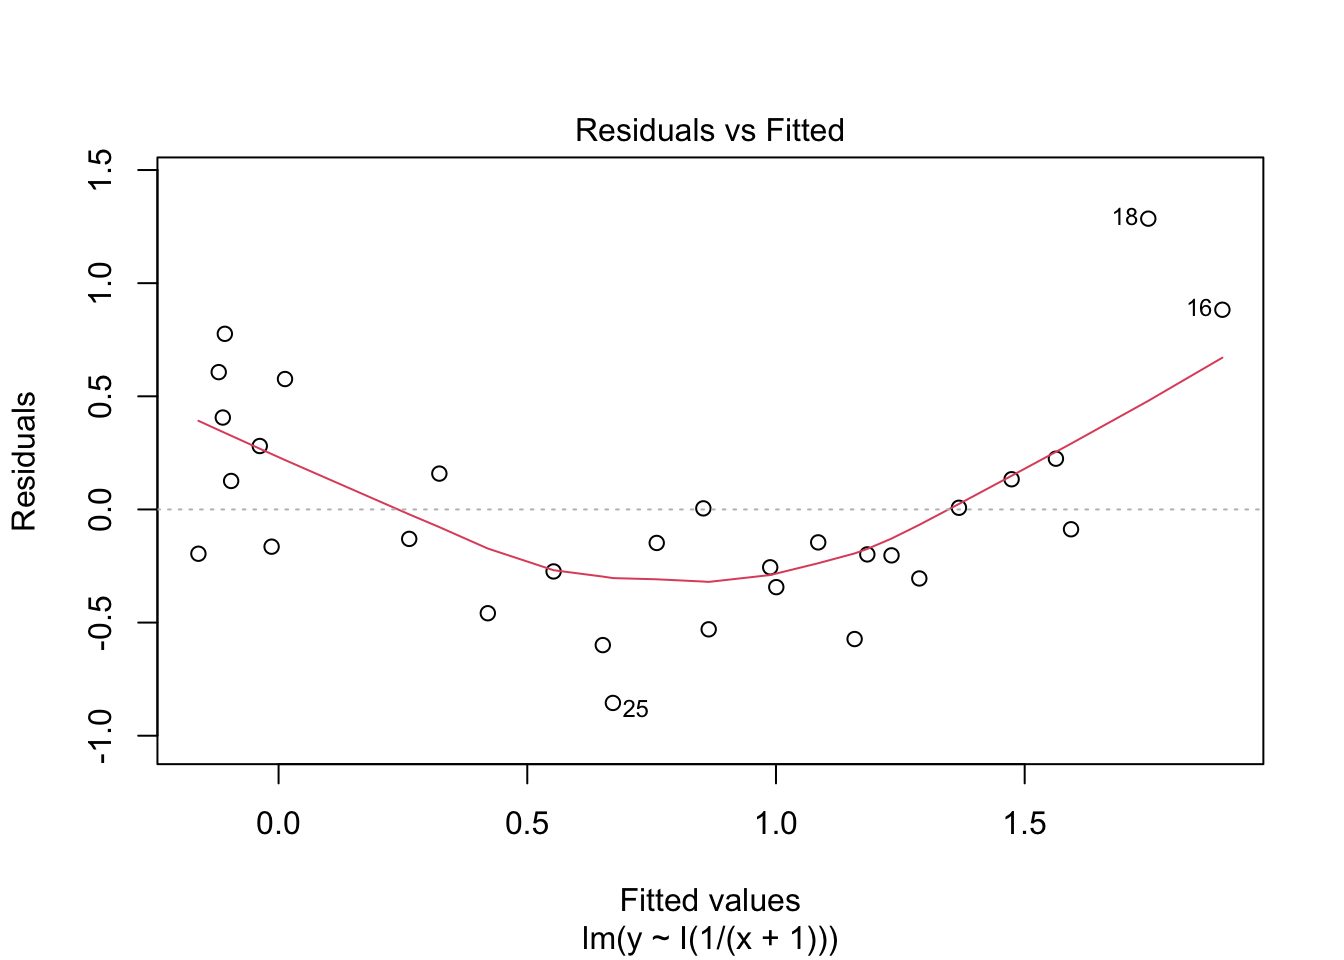 Residuals vs Fitted
Residuals
1.5
1.0
0.5
0.0
-0.5
-1.0
18
16
25
0.0 0.5 1.0 1.5
Fitted values
lm(y ~ I(1/(x + 1)))